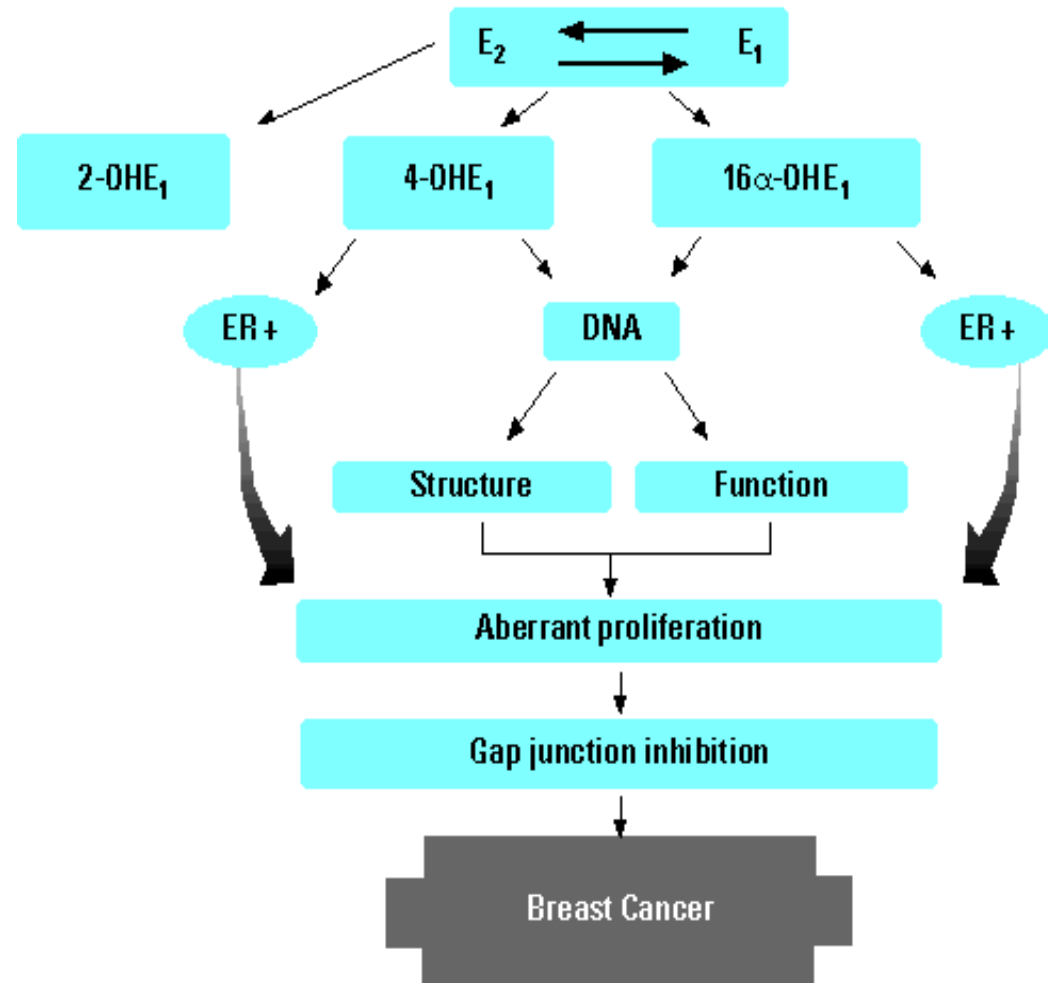 E₂ E₁
2-OHE₁ 4-OHE₁ 16α-OHE₁
ER + DNA ER +
Structure Function
Aberrant proliferation
Gap junction inhibition
Breast Cancer